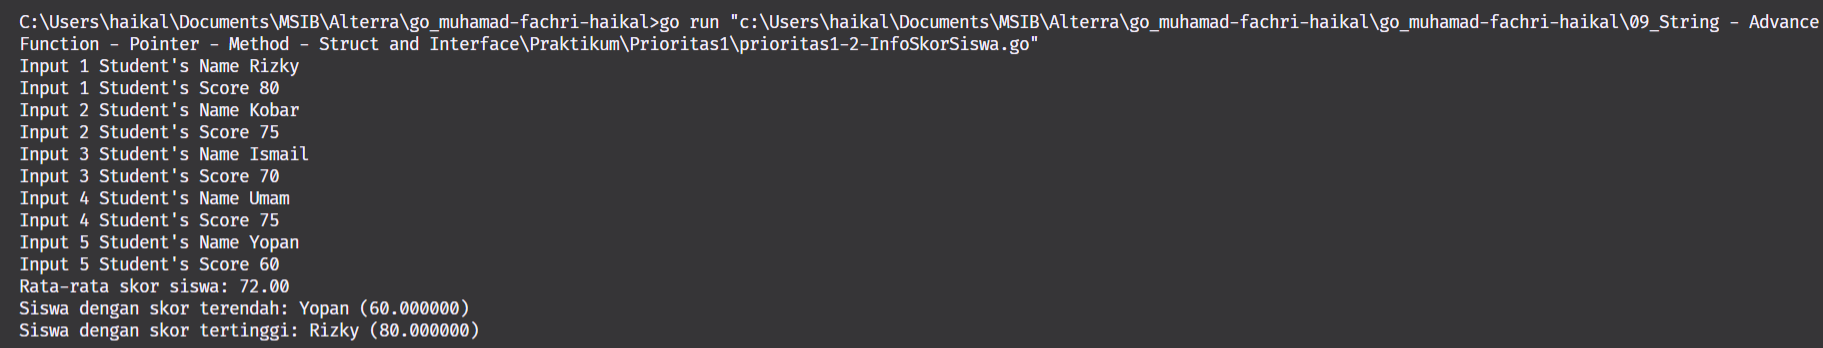 C:\Users\haikal\Documents\MSIB\Alterra\go_muhamad-fachri-haikal>go run "c:\Users\haikal\Documents\MSIB\Alterra\go_muhamad-fachri-haikal\go_muhamad-fachri-haikal\09_String - Advance
Function - Pointer - Method - Struct and Interface\Praktikum\Prioritas1\prioritas1-2-InfoSkorSiswa.go"
Input 1 Student's Name Rizky
Input 1 Student's Score 80
Input 2 Student's Name Kobar
Input 2 Student's Score 75
Input 3 Student's Name Ismail
Input 3 Student's Score 70
Input 4 Student's Name Umam
Input 4 Student's Score 75
Input 5 Student's Name Yopan
Input 5 Student's Score 60
Rata-rata skor siswa: 72.00
Siswa dengan skor terendah: Yopan (60.000000)
Siswa dengan skor tertinggi: Rizky (80.000000)